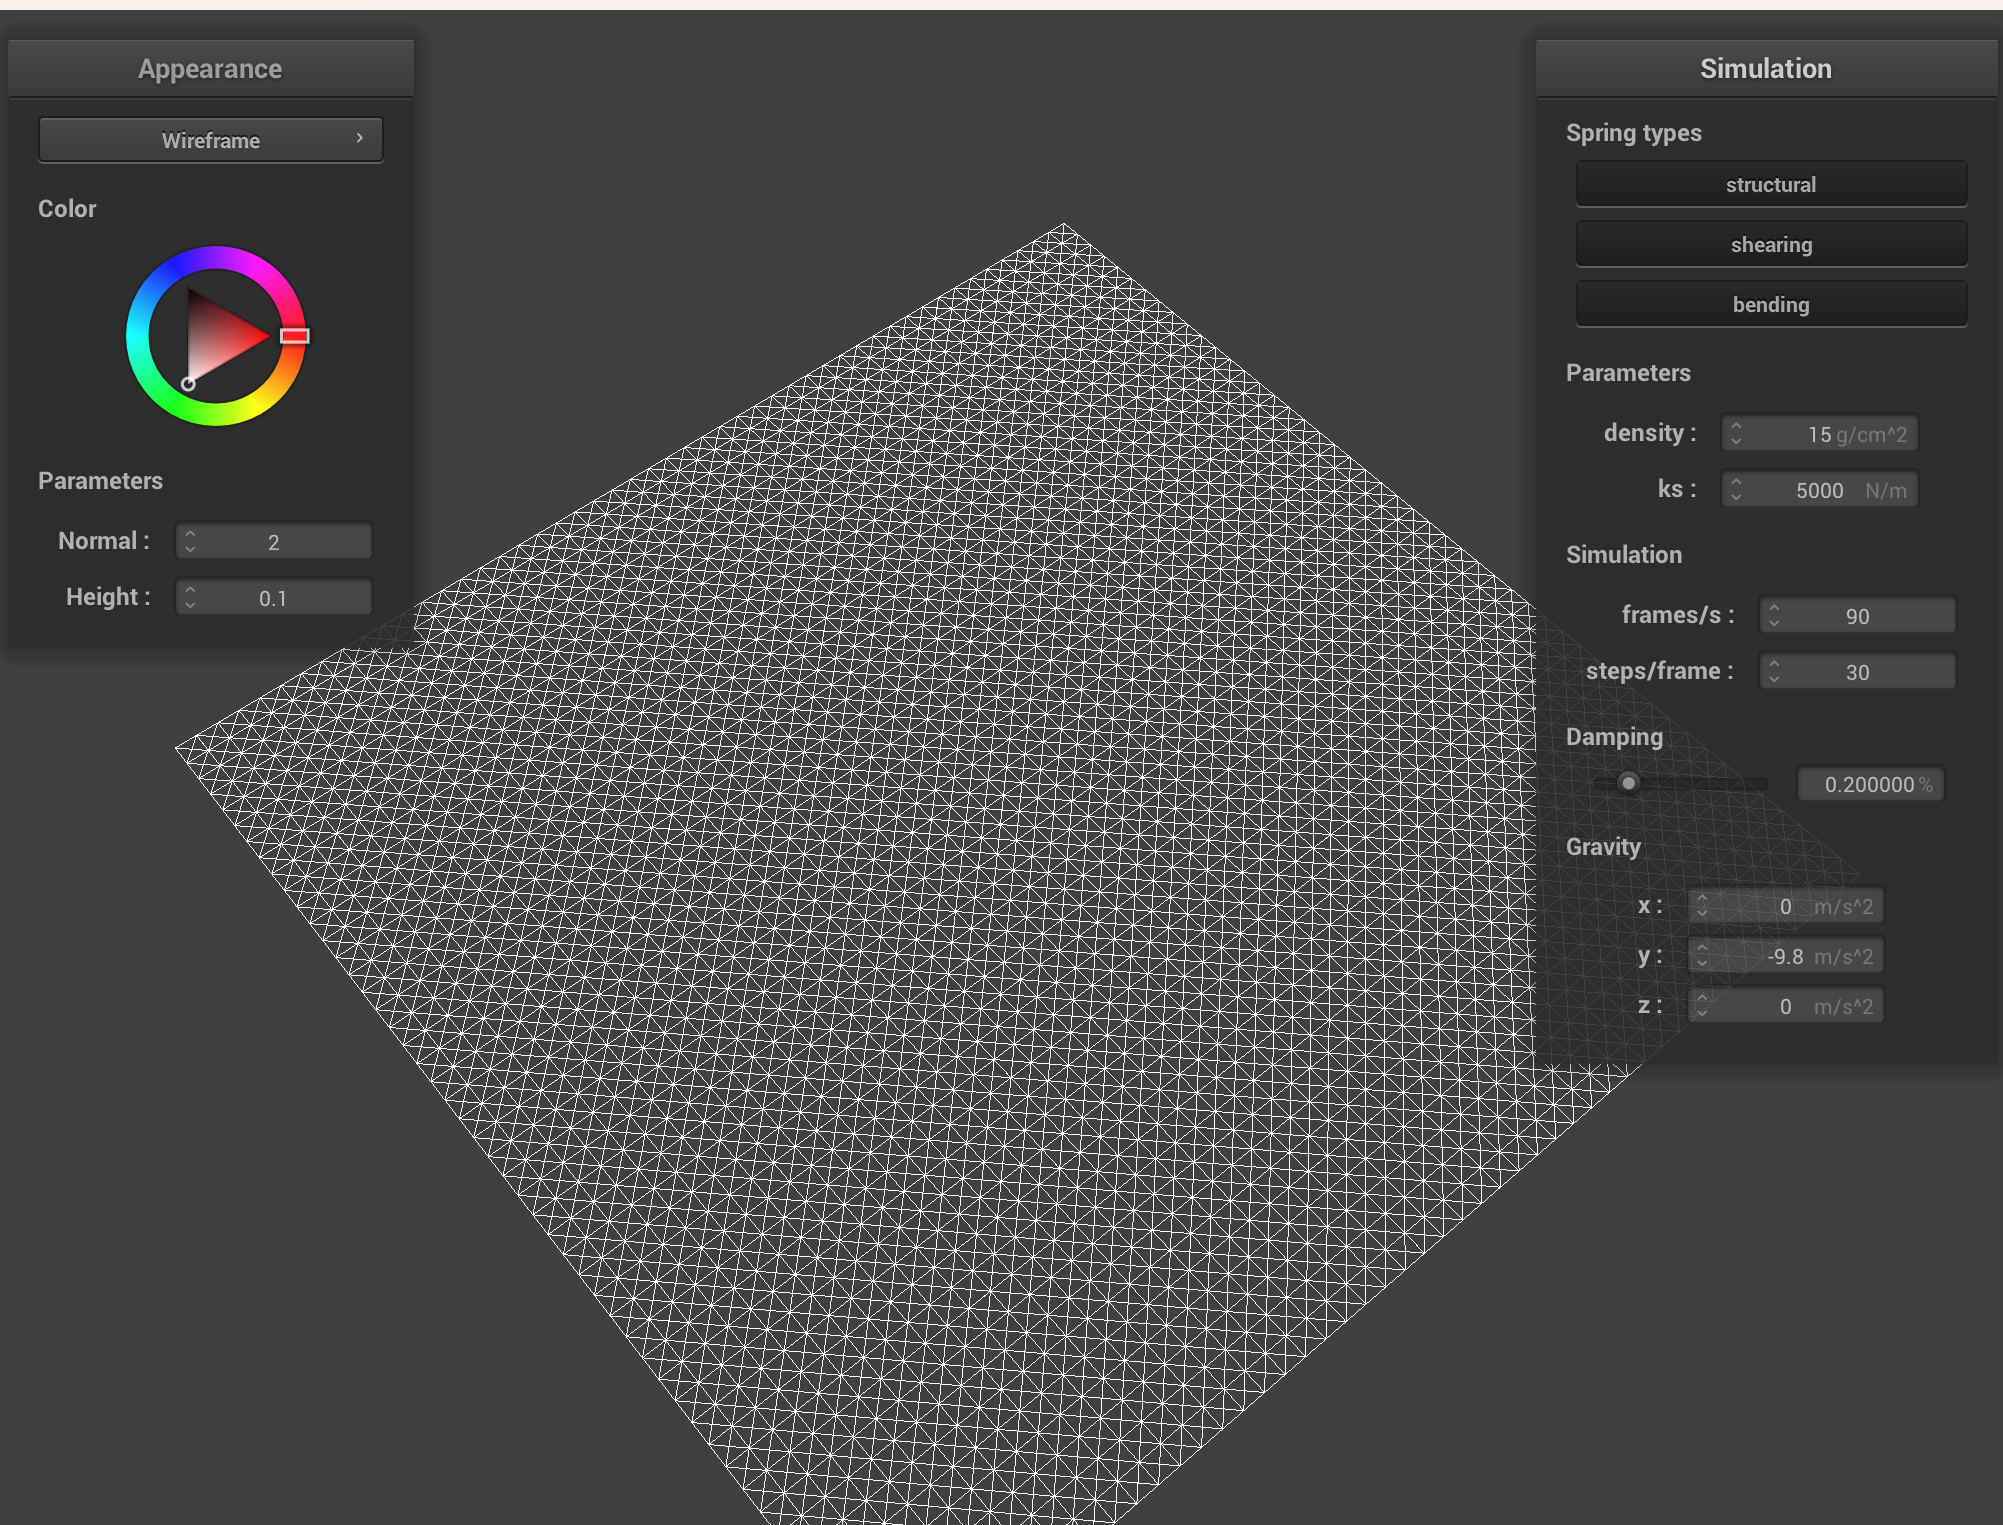 Appearance
Wireframe
Color
Parameters
Normal : 2
Height : 0.1
Simulation
Spring types
structural
shearing
bending
Parameters
density : 15 g/cm^2
ks : 5000 N/m
Simulation
frames/s : 90
steps/frame : 30
Damping
0.200000 %
Gravity
x : 0 m/s^2
y : -9.8 m/s^2
z : 0 m/s^2